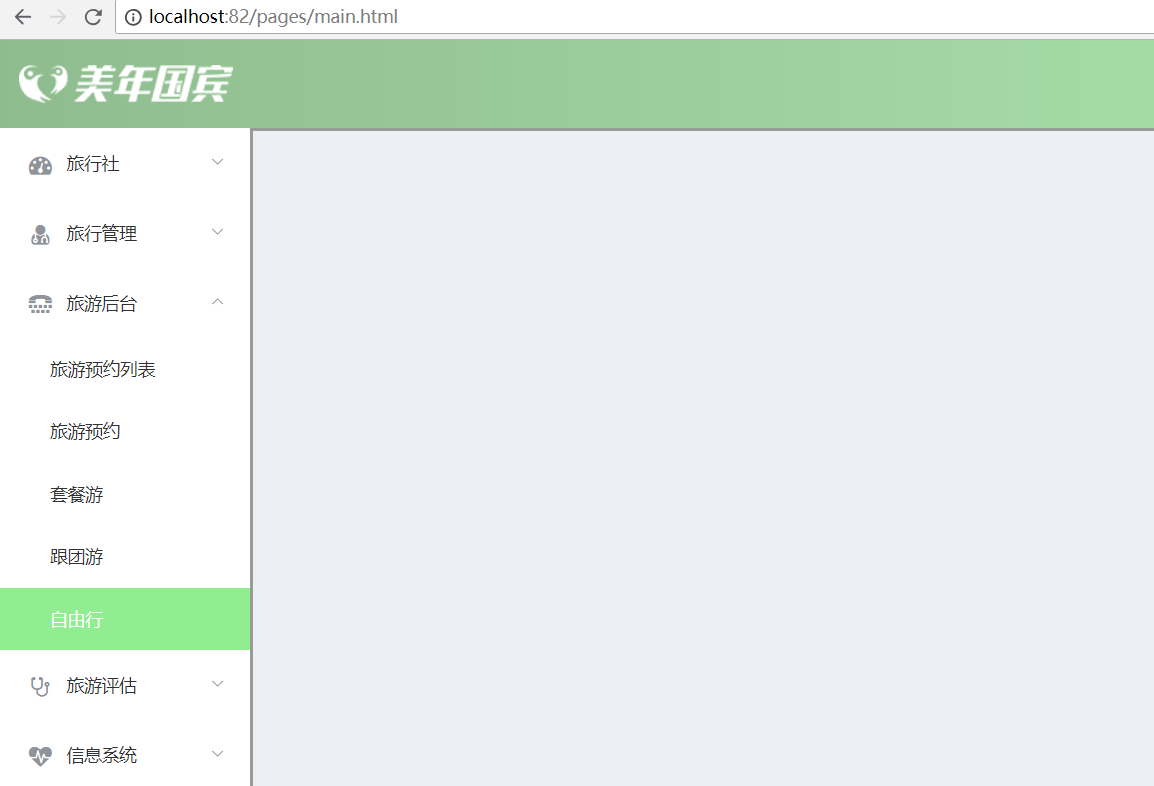 localhost:82/pages/main.html
美年国宾
旅行社
旅行管理
旅游后台
旅游预约列表
旅游预约
套餐游
跟团游
自由行
旅游评估
信息系统